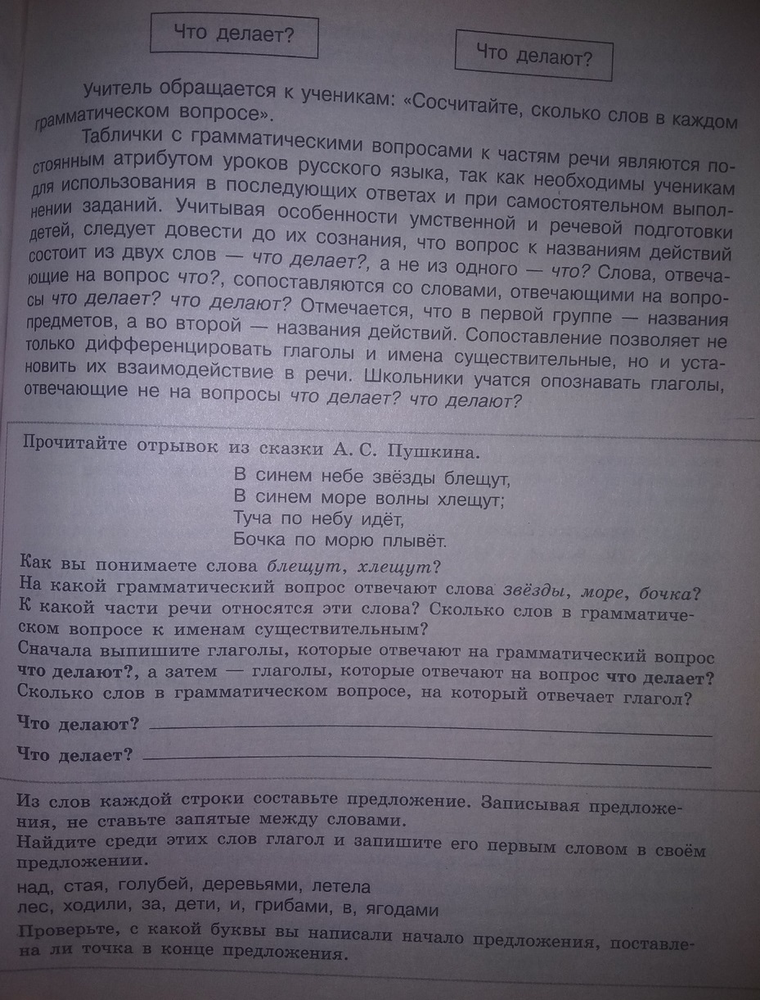 Что делает?
Что делают?
Учитель обращается к ученикам: «Сосчитайте, сколько слов в каждом
грамматическом вопросе».
Таблички с грамматическими вопросами к частям речи являются по-
стоянным атрибутом уроков русского языка, так как необходимы ученикам
для использования в последующих ответах и при самостоятельном выпол-
нении заданий. Учитывая особенности умственной и речевой подготовки
детей, следует довести до их сознания, что вопрос к названиям действий
состоит из двух слов — что делает?, а не из одного — что? Слова, отвеча-
ющие на вопрос что?, сопоставляются со словами, отвечающими на вопро-
сы что делает? что делают? Отмечается, что в первой группе — названия
предметов, а во второй — названия действий. Сопоставление позволяет не
только дифференцировать глаголы и имена существительные, но и уста-
новить их взаимодействие в речи. Школьники учатся опознавать глаголы,
отвечающие не на вопросы что делает? что делают?
Прочитайте отрывок из сказки А. С. Пушкина.
В синем небе звёзды блещут,
В синем море волны хлещут;
Туча по небу идёт,
Бочка по морю плывёт.
Как вы понимаете слова блещут, хлещут?
На какой грамматический вопрос отвечают слова звёзды, море, бочка?
К какой части речи относятся эти слова? Сколько слов в грамматиче-
ском вопросе к именам существительным?
Сначала выпишите глаголы, которые отвечают на грамматический вопрос
что делают?, а затем — глаголы, которые отвечают на вопрос что делает?
Сколько слов в грамматическом вопросе, на который отвечает глагол?
Что делают?
Что делает?
Из слов каждой строки составьте предложение. Записывая предложе-
ния, не ставьте запятые между словами.
Найдите среди этих слов глагол и запишите его первым словом в своём
предложении.
над, стая, голубей, деревьями, летела
лес, ходили, за, дети, и, грибами, в, ягодами
Проверьте, с какой буквы вы написали начало предложения, поставле-
на ли точка в конце предложения.